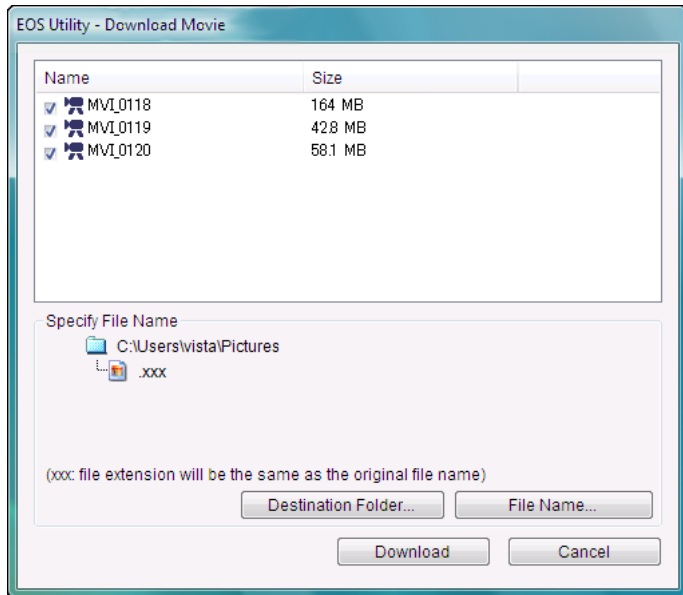 EOS Utility - Download Movie
Name Size
MVI_0118 164 MB
MVI_0119 42.8 MB
MVI_0120 58.1 MB
Specify File Name
C:\Users\vista\Pictures
.xxx
(xxx: file extension will be the same as the original file name)
Destination Folder... File Name...
Download Cancel